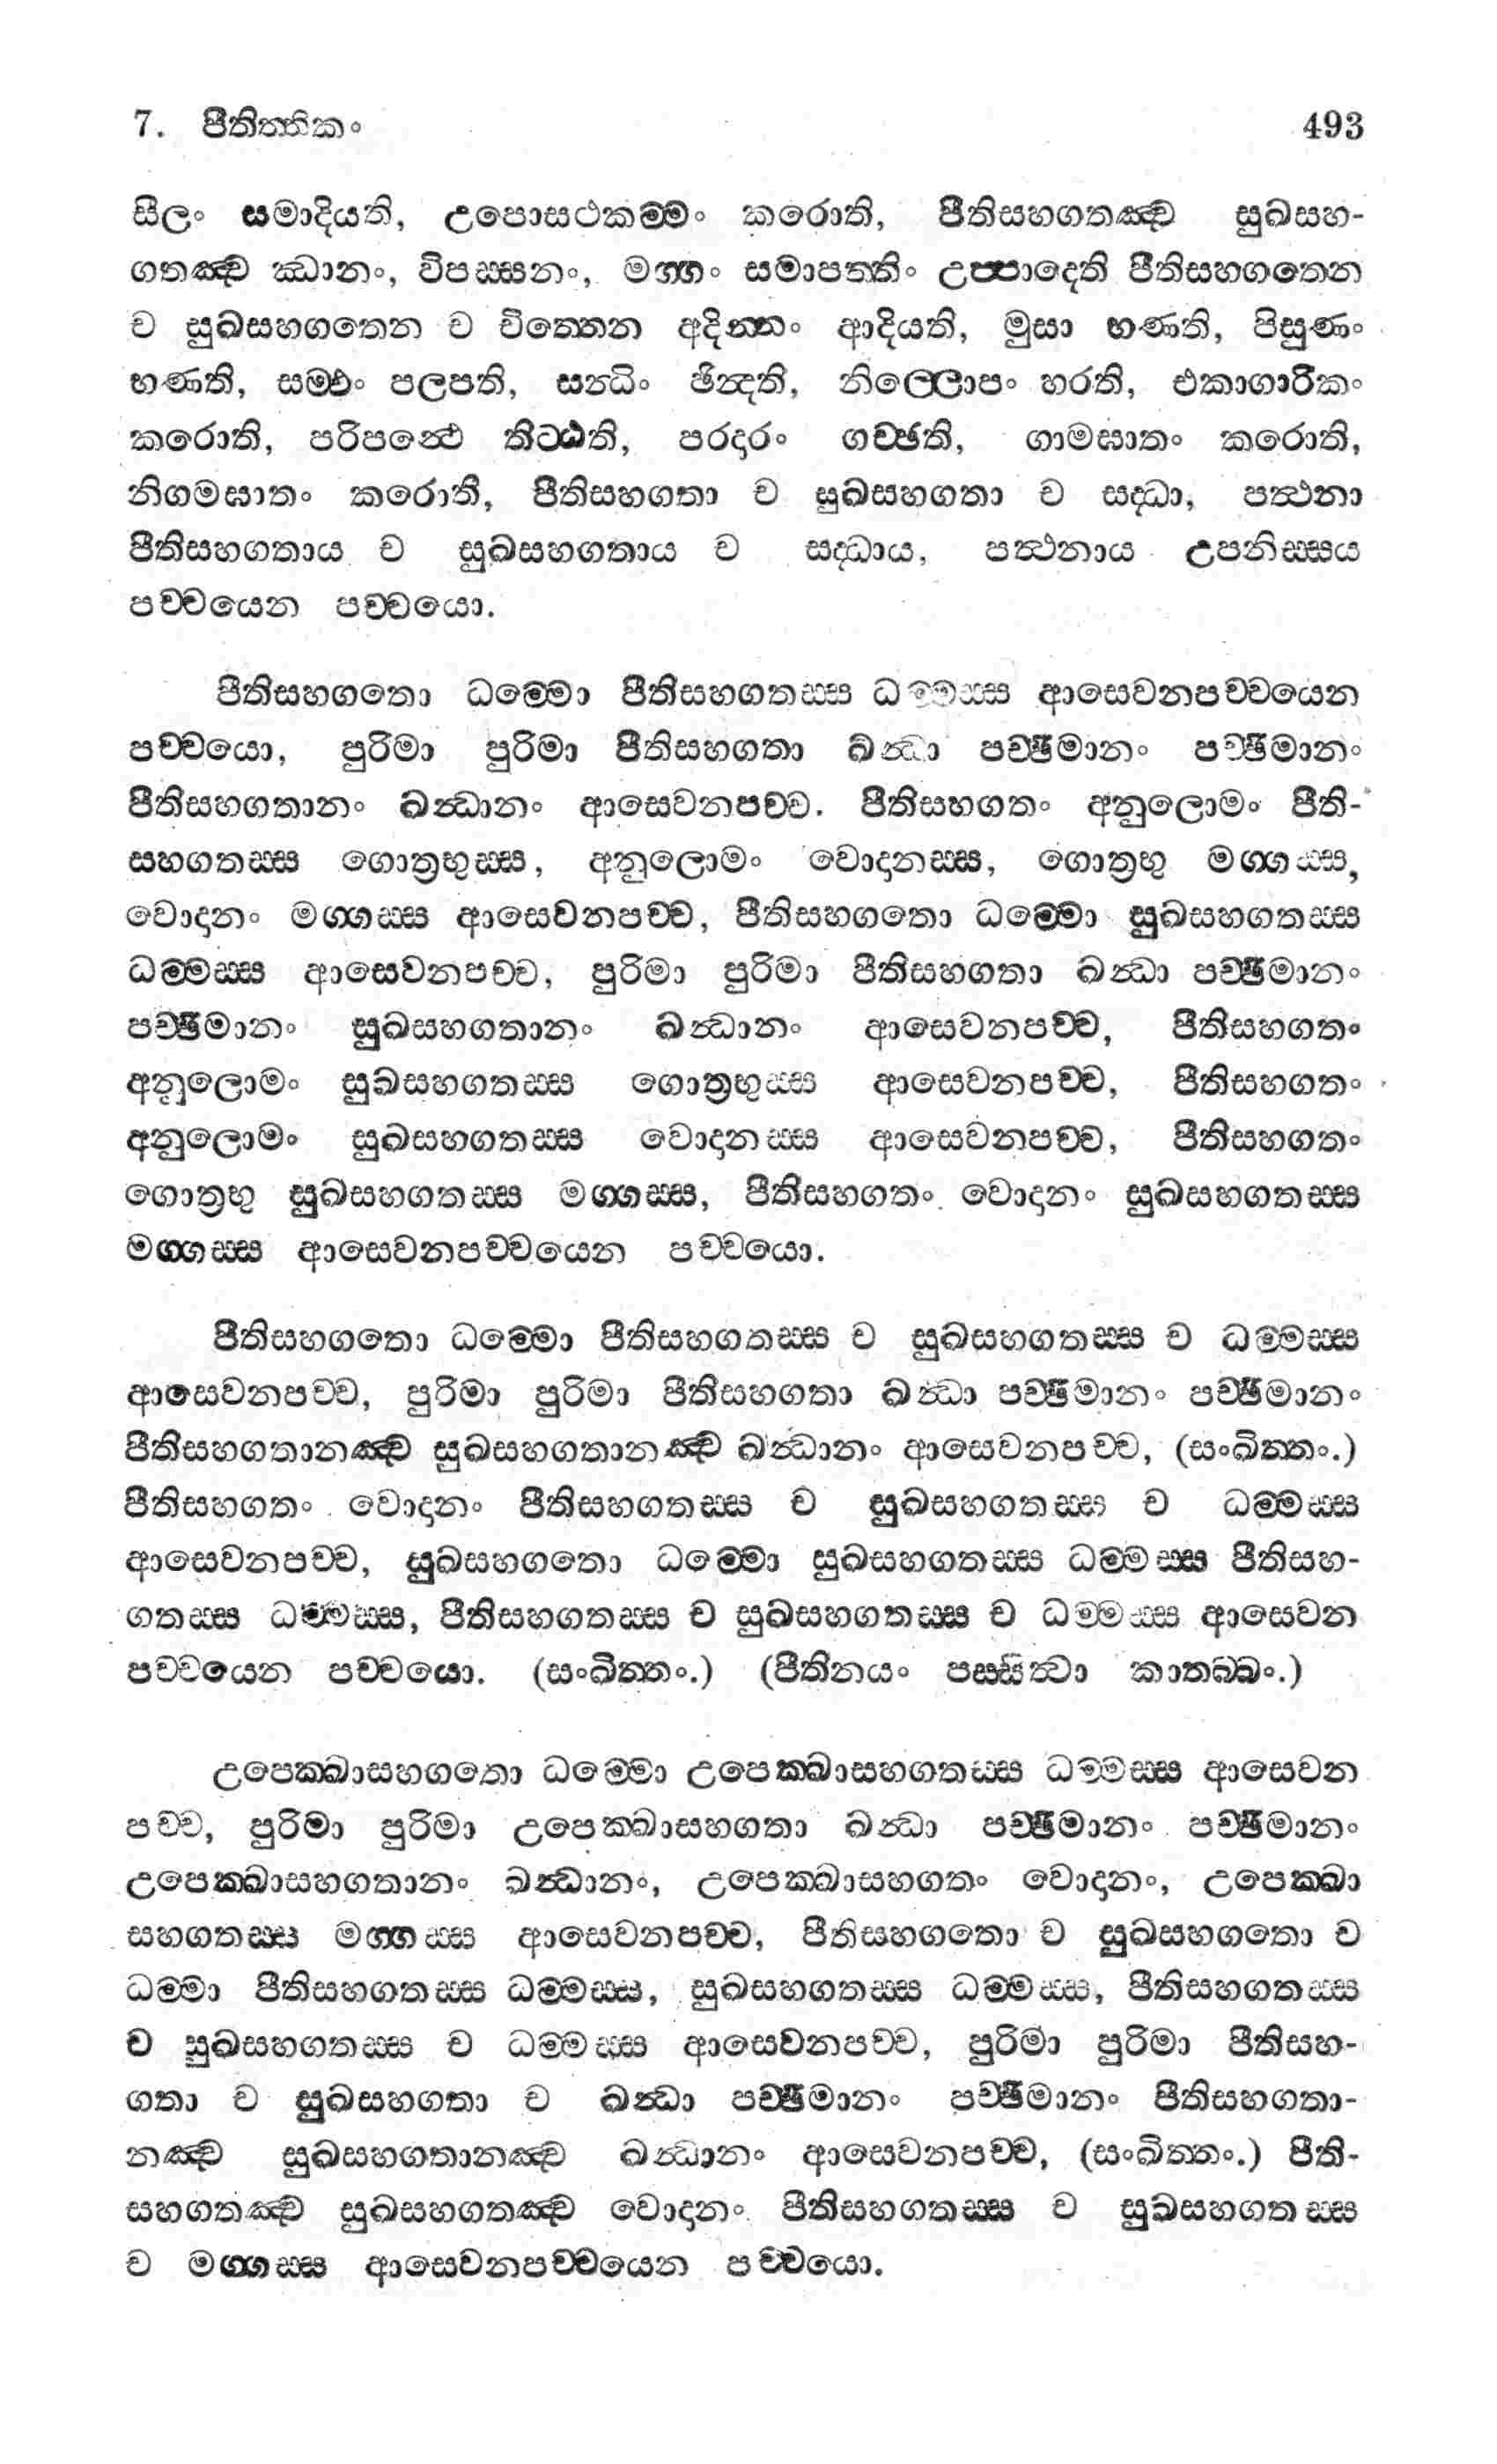 7. පීතිත්තිකං 493
සීලං සමාදියති, උපොසථකම්මං කරොති, පීතිසහගතඤ්ච සුඛසහ-
ගතඤ්ච ඣානං, විපස්සනං, මග්ගං සමාපත්තිං උප්පාදෙති පීතිසහගතෙන
ච සුඛසහගතෙන ච චිත්තෙන අදින්නං ආදියති, මුසා භණති, පිසුණං
භණති, සම්ඵං පලපති, සන්ධිං ඡින්දති, නිල්ලොපං හරති, එකාගාරිකං
කරොති, පරිපන්ථෙ තිට්ඨති, පරදාරං ගච්ඡති, ගාමඝාතං කරොති,
නිගමඝාතං කරොති, පීතිසහගතා ච සුඛසහගතා ච සද්ධා, පත්ථනා
පීතිසහගතාය ච සුඛසහගතාය ච සද්ධාය, පත්ථනාය උපනිස්සය
පච්චයෙන පච්චයො.
පීතිසහගතො ධම්මො පීතිසහගතස්ස ධම්මස්ස ආසෙවනපච්චයෙන
පච්චයො, පුරිමා පුරිමා පීතිසහගතා ඛන්ධා පච්ඡිමානං පච්ඡිමානං
පීතිසහගතානං ඛන්ධානං ආසෙවනපච්ච. පීතිසහගතං අනුලොමං පීති-
සහගතස්ස ගොත්‍රභුස්ස, අනුලොමං වොදානස්ස, ගොත්‍රභු මග්ගස්ස,
වොදානං මග්ගස්ස ආසෙවනපච්ච, පීතිසහගතො ධම්මො සුඛසහගතස්ස
ධම්මස්ස ආසෙවනපච්ච, පුරිමා පුරිමා පීතිසහගතා ඛන්ධා පච්ඡිමානං
පච්ඡිමානං සුඛසහගතානං ඛන්ධානං ආසෙවනපච්ච, පීතිසහගතං
අනුලොමං සුඛසහගතස්ස ගොත්‍රභුස්ස ආසෙවනපච්ච, පීතිසහගතං
අනුලොමං සුඛසහගතස්ස වොදානස්ස ආසෙවනපච්ච, පීතිසහගතං
ගොත්‍රභු සුඛසහගතස්ස මග්ගස්ස, පීතිසහගතං වොදානං සුඛසහගතස්ස
මග්ගස්ස ආසෙවනපච්චයෙන පච්චයො.
පීතිසහගතො ධම්මො පීතිසහගතස්ස ච සුඛසහගතස්ස ච ධම්මස්ස
ආසෙවනපච්ච, පුරිමා පුරිමා පීතිසහගතා ඛන්ධා පච්ඡිමානං පච්ඡිමානං
පීතිසහගතානඤ්ච සුඛසහගතානඤ්ච ඛන්ධානං ආසෙවනපච්ච, (සංඛිත්තං.)
පීතිසහගතං වොදානං පීතිසහගතස්ස ච සුඛසහගතස්ස ච ධම්මස්ස
ආසෙවනපච්ච, සුඛසහගතො ධම්මො සුඛසහගතස්ස ධම්මස්ස පීතිසහ-
ගතස්ස ධම්මස්ස, පීතිසහගතස්ස ච සුඛසහගතස්ස ච ධම්මස්ස ආසෙවන
පච්චයෙන පච්චයො. (සංඛිත්තං.) (පීතිනයං පස්සිත්වා කාතබ්බං.)
උපෙක්ඛාසහගතො ධම්මො උපෙක්ඛාසහගතස්ස ධම්මස්ස ආසෙවන
පච්ච, පුරිමා පුරිමා උපෙක්ඛාසහගතා ඛන්ධා පච්ඡිමානං පච්ඡිමානං
උපෙක්ඛාසහගතානං ඛන්ධානං, උපෙක්ඛාසහගතං වොදානං, උපෙක්ඛා
සහගතස්ස මග්ගස්ස ආසෙවනපච්ච, පීතිසහගතො ච සුඛසහගතො ච
ධම්මා පීතිසහගතස්ස ධම්මස්ස, සුඛසහගතස්ස ධම්මස්ස, පීතිසහගතස්ස
ච සුඛසහගතස්ස ච ධම්මස්ස ආසෙවනපච්ච, පුරිමා පුරිමා පීතිසහ-
ගතා ච සුඛසහගතා ච ඛන්ධා පච්ඡිමානං පච්ඡිමානං පීතිසහගතා-
නඤ්ච සුඛසහගතානඤ්ච ඛන්ධානං ආසෙවනපච්ච, (සංඛිත්තං.) පීති-
සහගතඤ්ච සුඛසහගතඤ්ච වොදානං පීතිසහගතස්ස ච සුඛසහගතස්ස
ච මග්ගස්ස ආසෙවනපච්චයෙන පච්චයො.